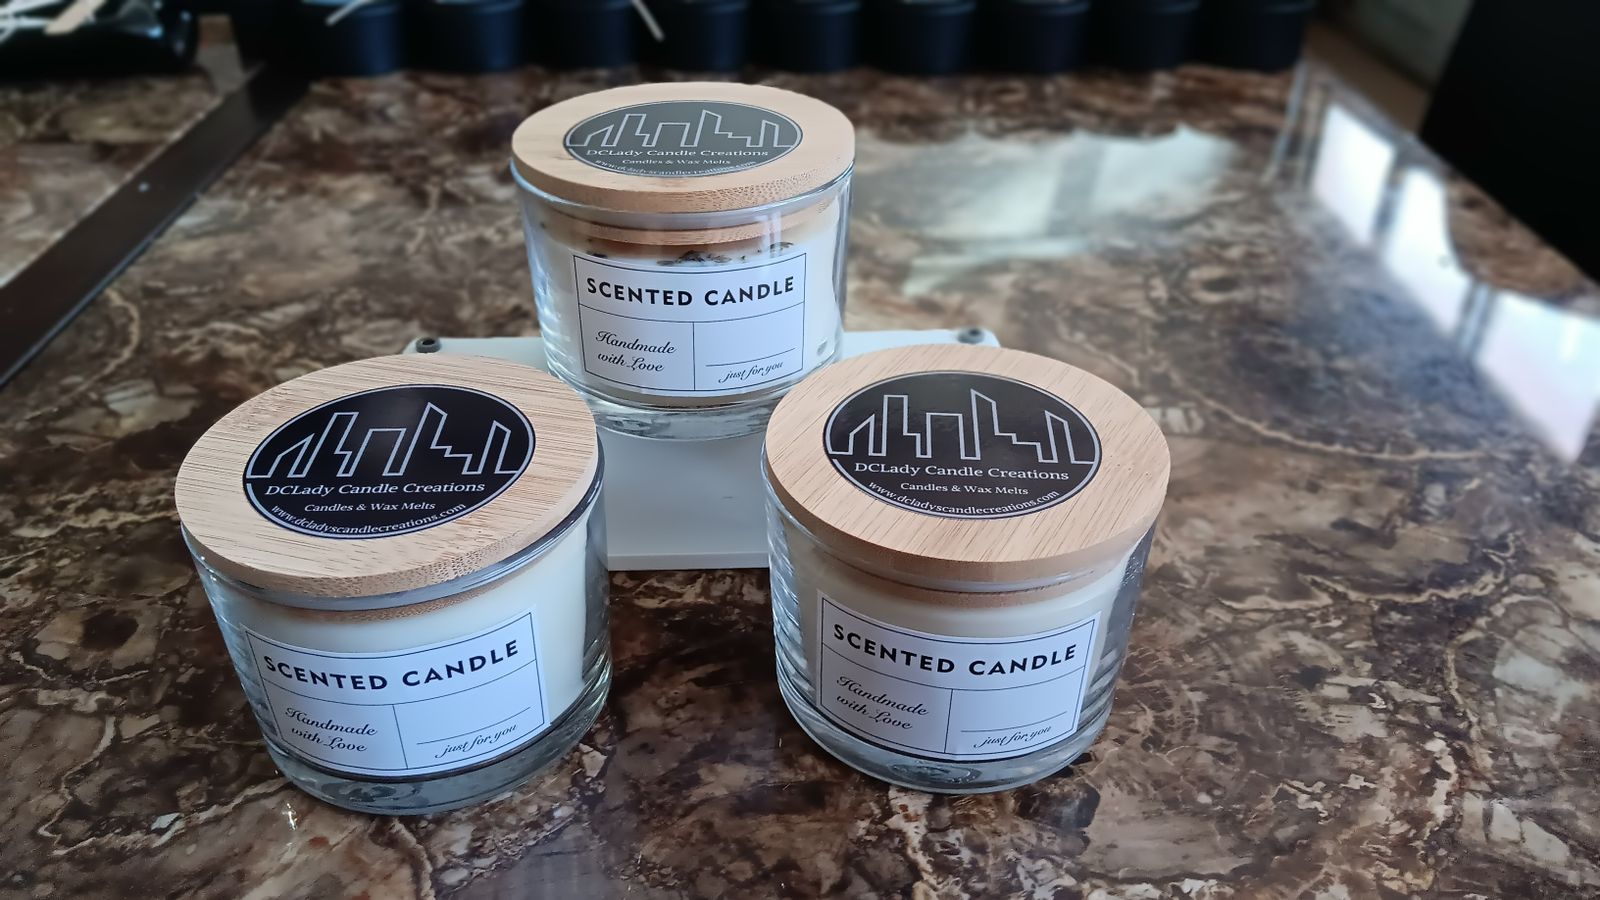 DCLady Candle Creations
Candles & Wax Melts
www.dcladyscandlecreations.com
SCENTED CANDLE
Handmade
with Love
just for you
DCLady Candle Creations
Candles & Wax Melts
www.dcladyscandlecreations.com
SCENTED CANDLE
Handmade
with Love
just for you
DCLady Candle Creations
Candles & Wax Melts
www.dcladyscandlecreations.com
SCENTED CANDLE
Handmade
with Love
just for you